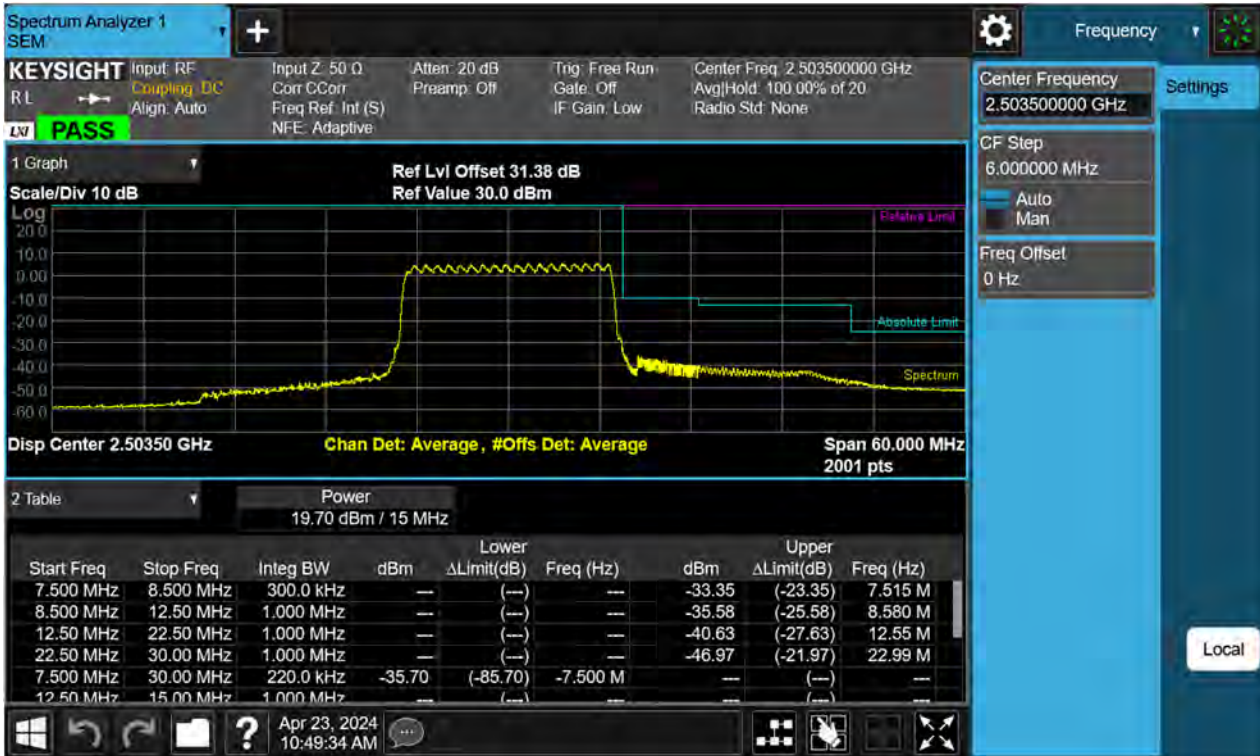 Spectrum Analyzer 1
SEM
+
Frequency
KEYSIGHT
R L
LXI PASS
Input: RF
Coupling: DC
Align: Auto
Input Z: 50 Ω
Corr CCorr
Freq Ref: Int (S)
NFE: Adaptive
Atten: 20 dB
Preamp: Off
Trig: Free Run
Gate: Off
IF Gain: Low
Center Freq: 2.503500000 GHz
Avg|Hold: 100.00% of 20
Radio Std: None
Center Frequency
2.503500000 GHz
Settings
CF Step
6.000000 MHz
Auto
Man
Freq Offset
0 Hz
Local
1 Graph
Scale/Div 10 dB
Ref Lvl Offset 31.38 dB
Ref Value 30.0 dBm
Log
20.0
10.0
0.00
-10.0
-20.0
-30.0
-40.0
-50.0
-60.0
Relative Limit
Absolute Limit
Spectrum
Disp Center 2.50350 GHz Chan Det: Average, #Offs Det: Average Span 60.000 MHz
2001 pts
2 Table
Power
19.70 dBm / 15 MHz
Lower Upper
Start Freq Stop Freq Integ BW dBm ΔLimit(dB) Freq (Hz) dBm ΔLimit(dB) Freq (Hz)
7.500 MHz 8.500 MHz 300.0 kHz --- (---) --- -33.35 (-23.35) 7.515 M
8.500 MHz 12.50 MHz 1.000 MHz --- (---) --- -35.58 (-25.58) 8.580 M
12.50 MHz 22.50 MHz 1.000 MHz --- (---) --- -40.63 (-27.63) 12.55 M
22.50 MHz 30.00 MHz 1.000 MHz --- (---) --- -46.97 (-21.97) 22.99 M
7.500 MHz 30.00 MHz 220.0 kHz -35.70 (-85.70) -7.500 M --- (---) ---
12.50 MHz 15.00 MHz 1.000 MHz --- (---) --- --- (---) ---
?
Apr 23, 2024
10:49:34 AM